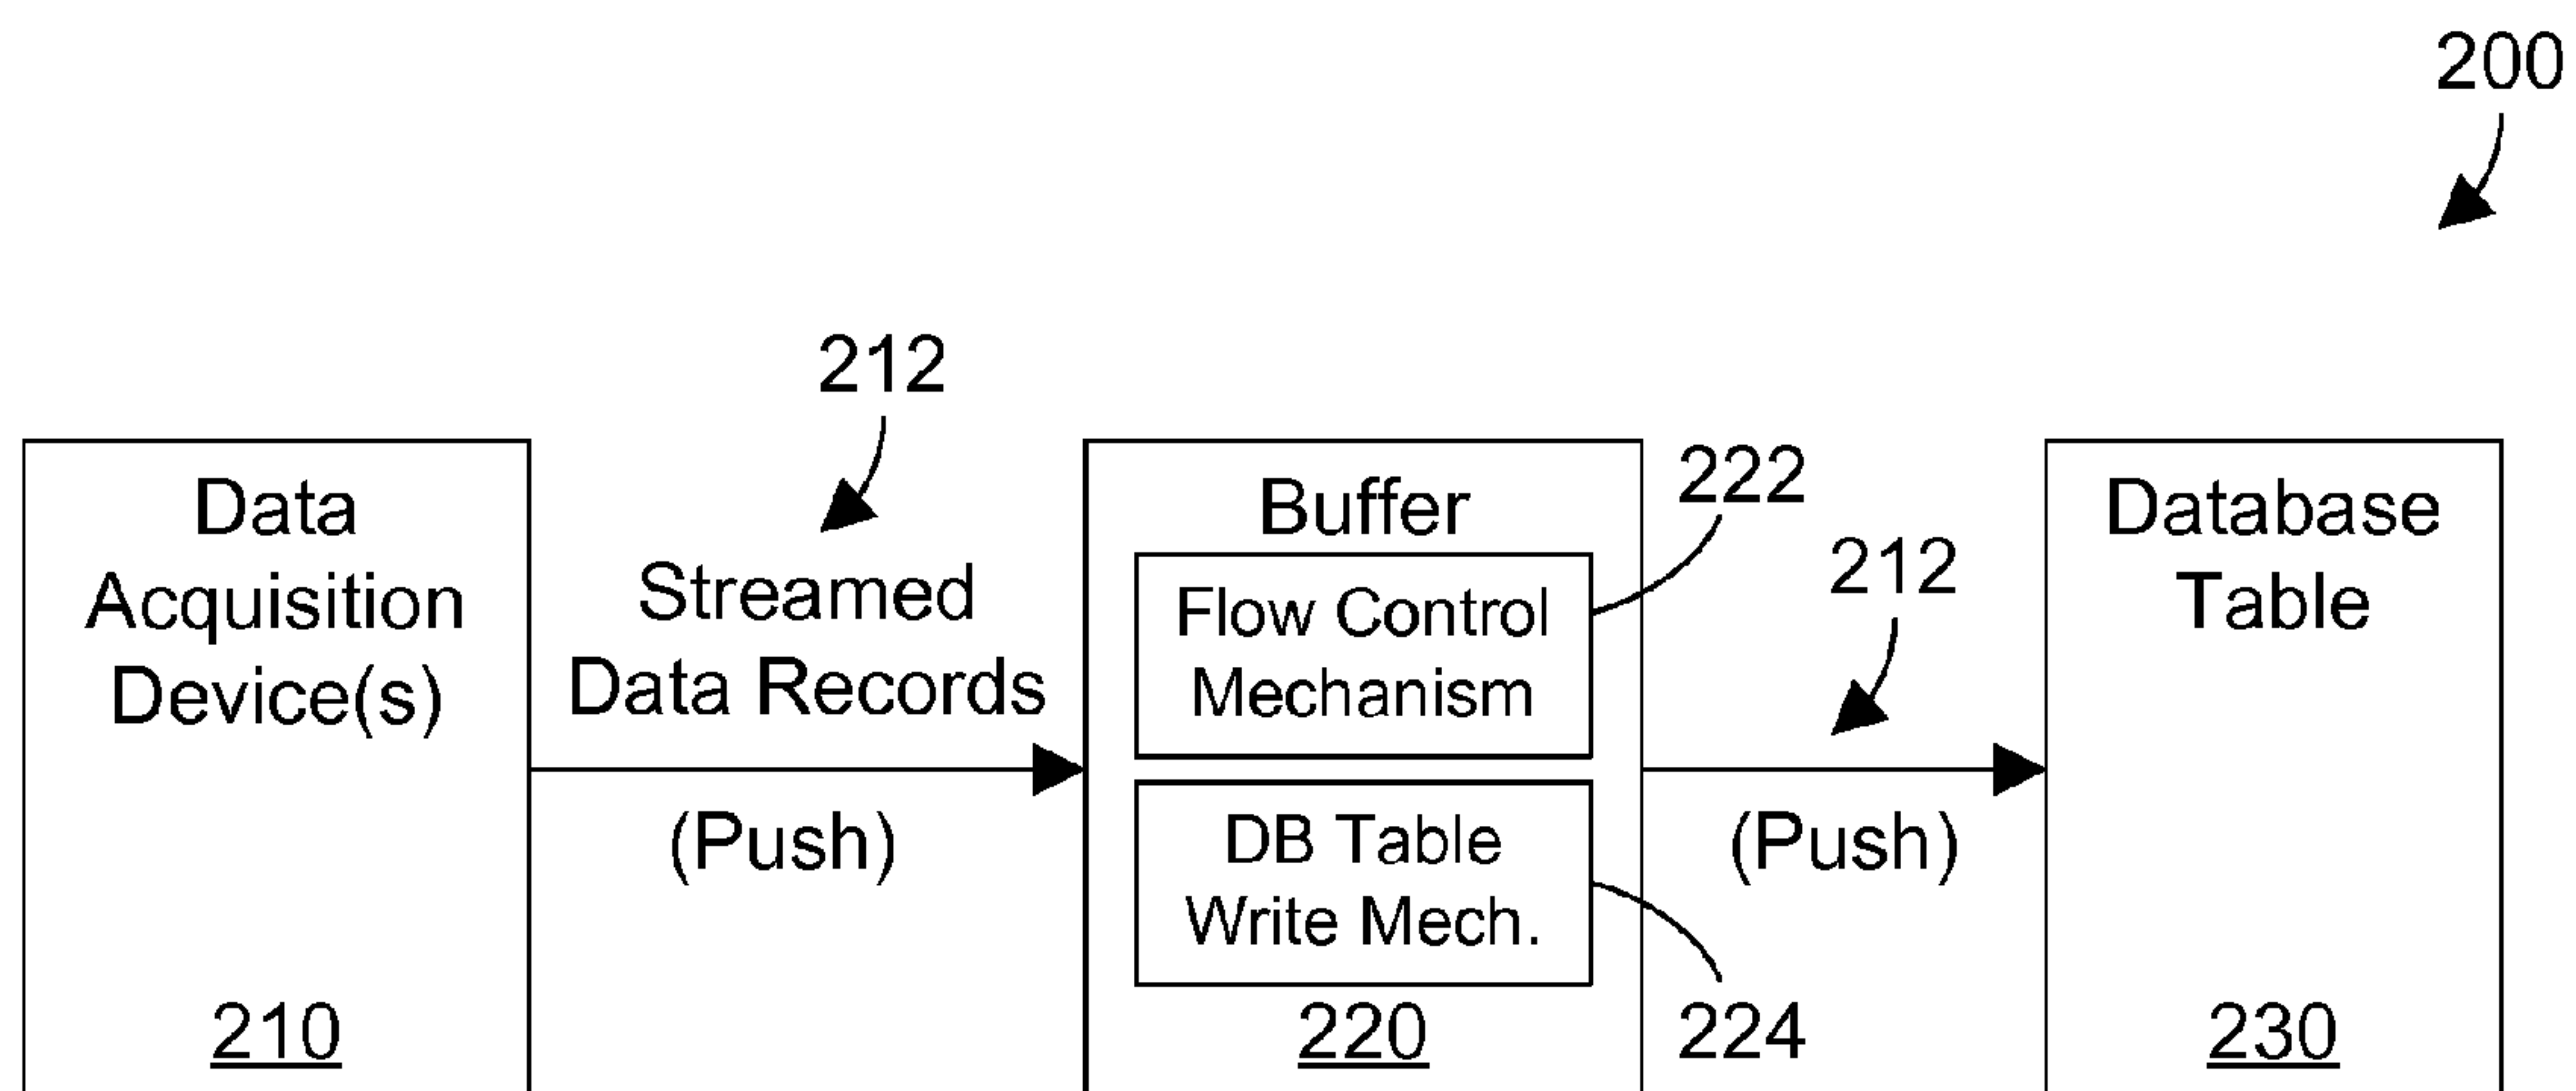 200
212
Data
Acquisition
Device(s)
210
Streamed
Data Records
(Push)
Buffer
Flow Control
Mechanism
222
DB Table
Write Mech.
224
220
212
(Push)
Database
Table
230